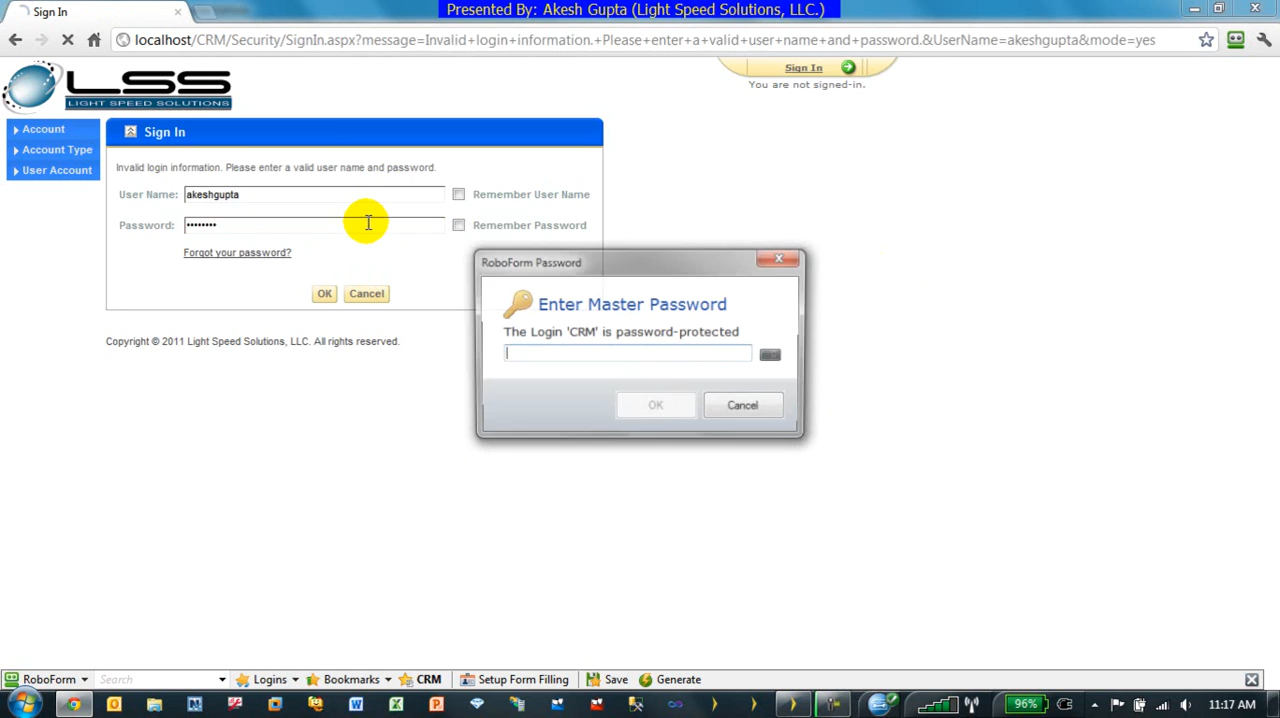 Sign In
Presented By: Akesh Gupta (Light Speed Solutions, LLC.)
localhost/CRM/Security/SignIn.aspx?message=Invalid+login+information.+Please+enter+a+valid+user+name+and+password.&UserName=akeshgupta&mode=yes
LSS
LIGHT SPEED SOLUTIONS
Sign In
You are not signed-in.
Account
Account Type
User Account
Sign In
Invalid login information. Please enter a valid user name and password.
User Name: akeshgupta Remember User Name
Password: •••••••• Remember Password
Forgot your password?
OK Cancel
Copyright © 2011 Light Speed Solutions, LLC. All rights reserved.
RoboForm Password
Enter Master Password
The Login 'CRM' is password-protected
OK Cancel
RoboForm Search Logins Bookmarks CRM Setup Form Filling Save Generate
96% 11:17 AM